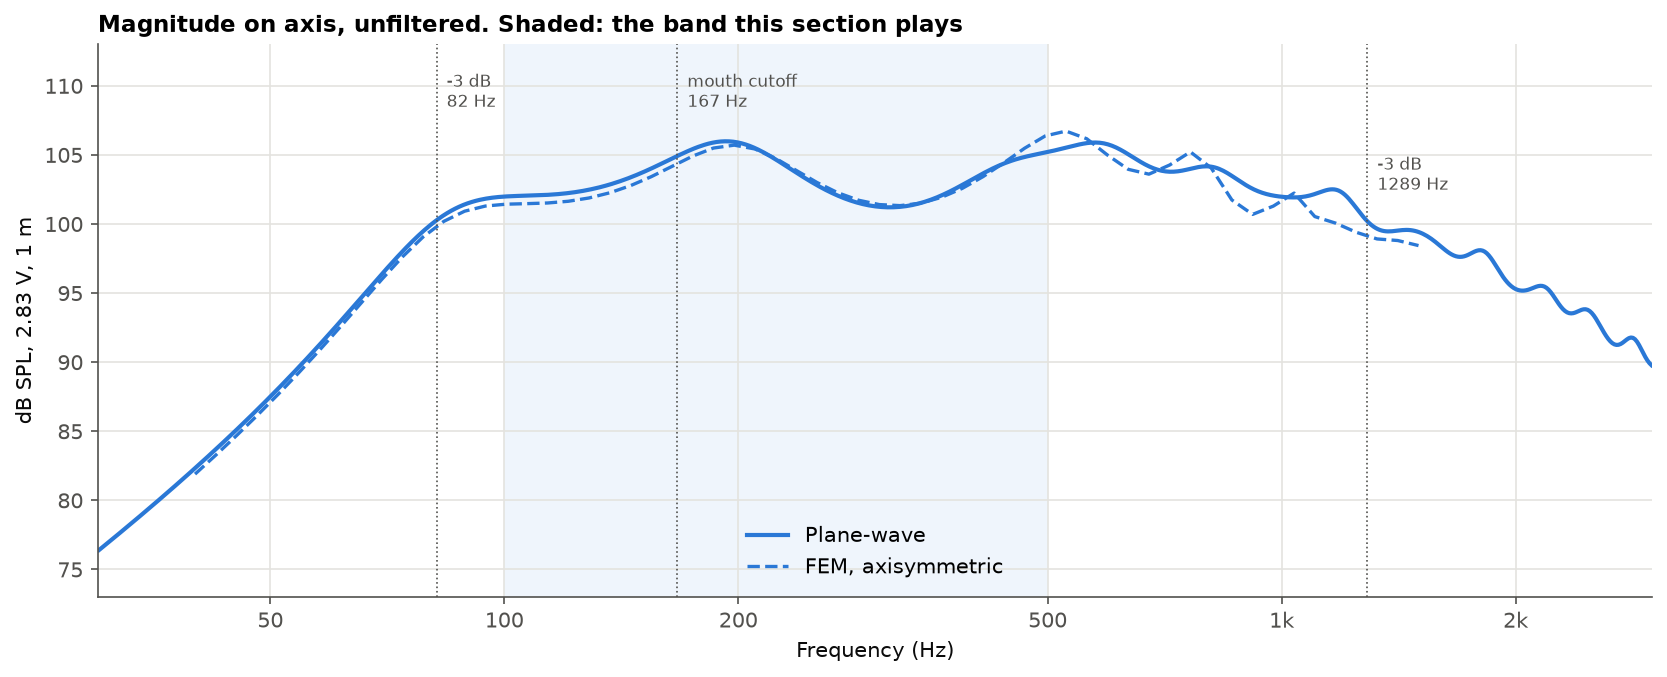 Magnitude on axis, unfiltered. Shaded: the band this section plays
110
105
100
95
90
85
80
75
dB SPL, 2.83 V, 1 m
-3 dB
82 Hz
mouth cutoff
167 Hz
-3 dB
1289 Hz
Plane-wave
FEM, axisymmetric
50
100
200
500
1k
2k
Frequency (Hz)